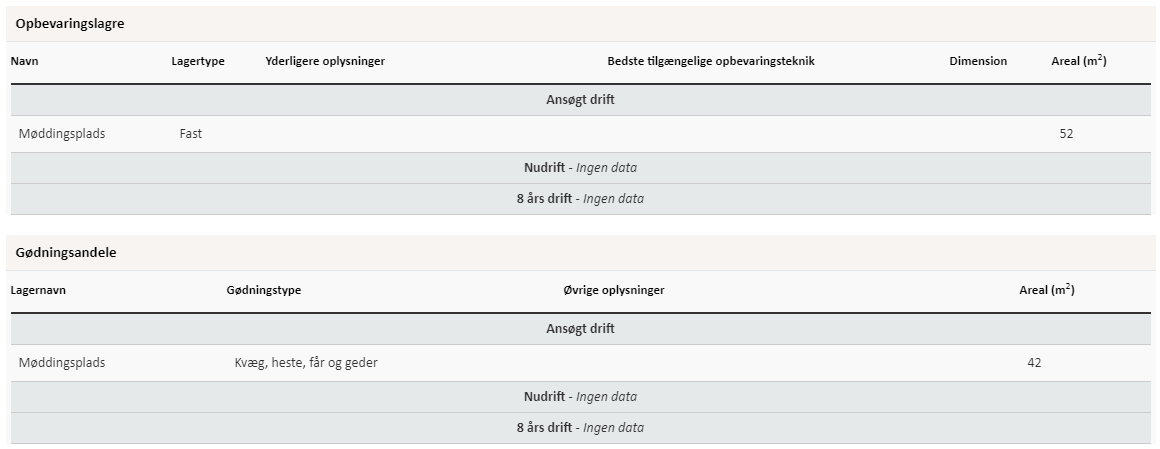 Opbevaringslagre
Navn Lagertype Yderligere oplysninger Bedste tilgængelige opbevaringsteknik Dimension Areal (m²)
Ansøgt drift
Møddingsplads Fast 52
Nudrift - Ingen data
8 års drift - Ingen data
Gødningsandele
Lagernavn Gødningstype Øvrige oplysninger Areal (m²)
Ansøgt drift
Møddingsplads Kvæg, heste, får og geder 42
Nudrift - Ingen data
8 års drift - Ingen data